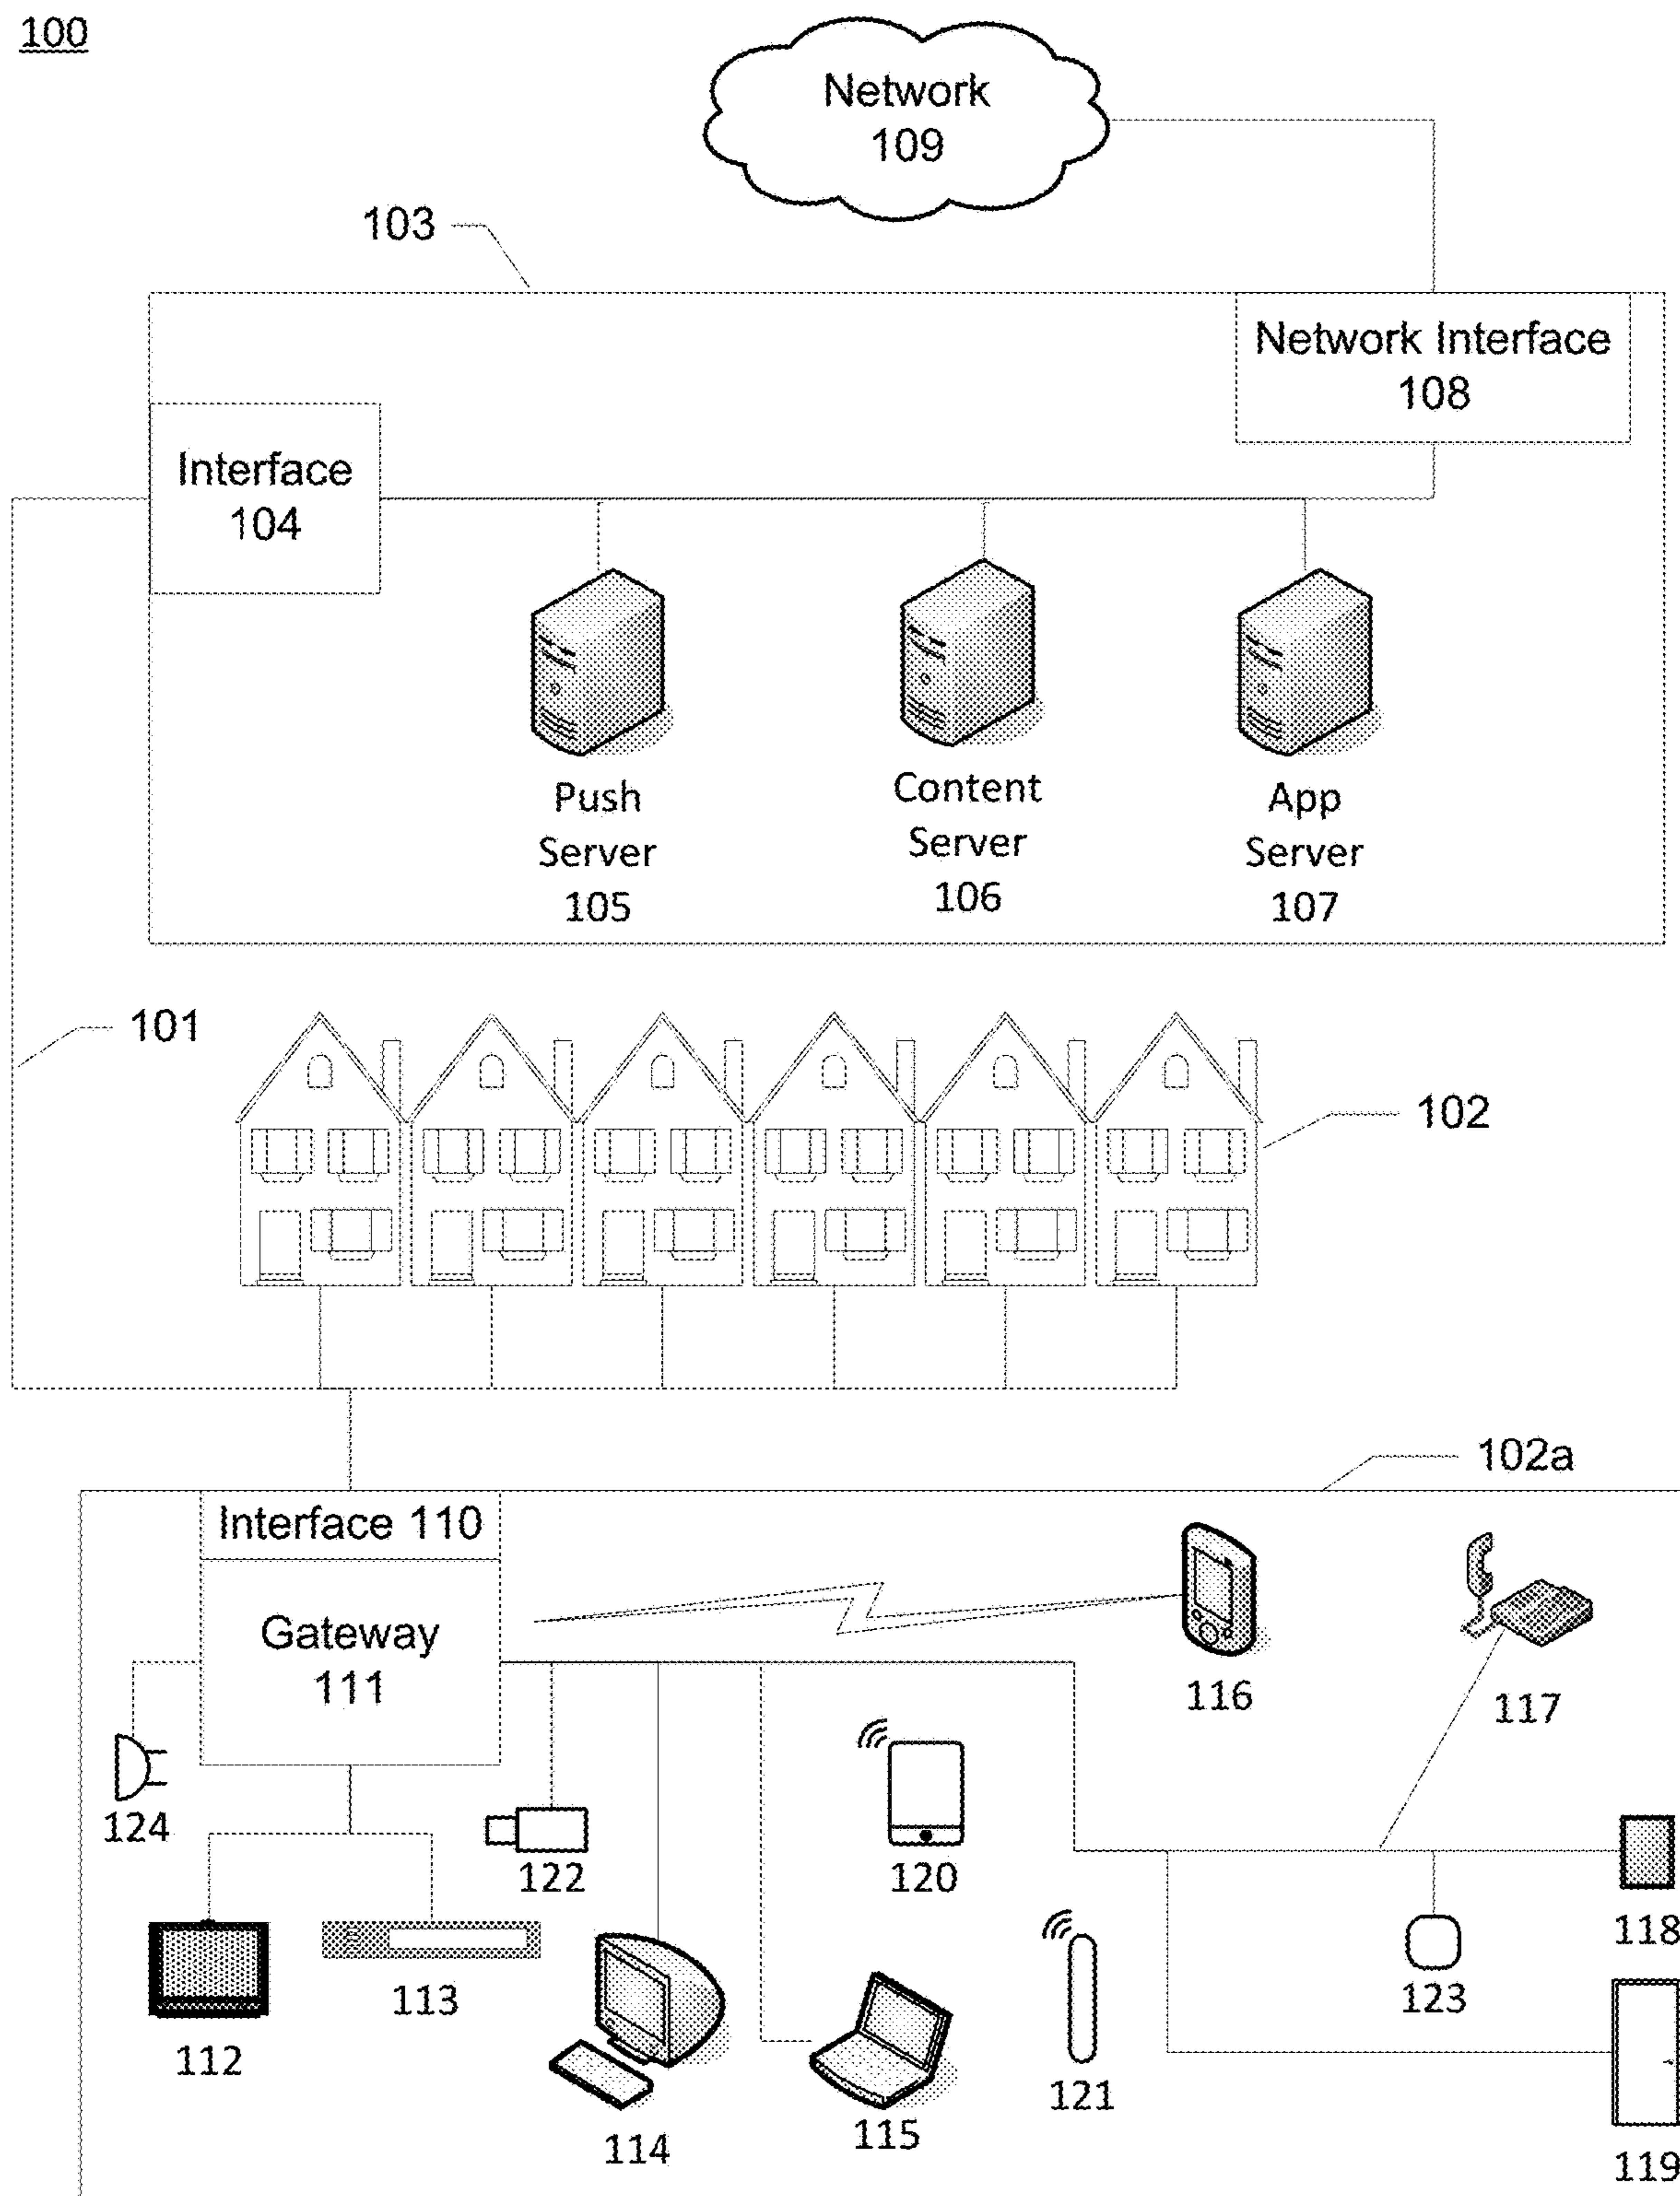 100
Network
109
103
Network Interface
108
Interface
104
Push
Server
105
Content
Server
106
App
Server
107
101
102
102a
Interface 110
Gateway
111
116
117
124
122
120
118
112
113
123
121
114
115
119